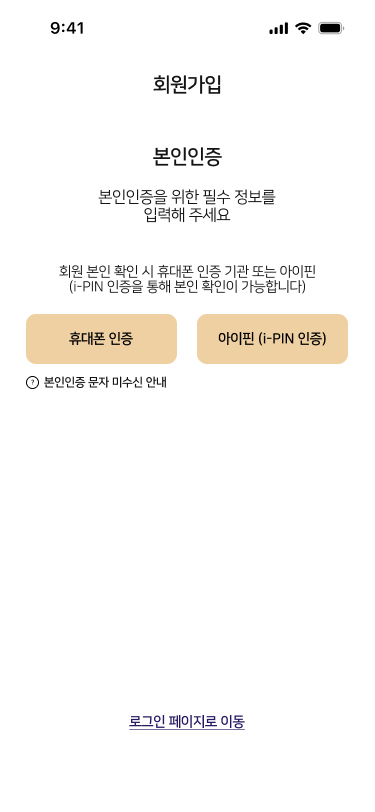 9:41
회원가입
본인인증
본인인증을 위한 필수 정보를
입력해 주세요
회원 본인 확인 시 휴대폰 인증 기관 또는 아이핀
(i-PIN 인증을 통해 본인 확인이 가능합니다)
휴대폰 인증
아이핀 (i-PIN 인증)
? 본인인증 문자 미수신 안내
로그인 페이지로 이동